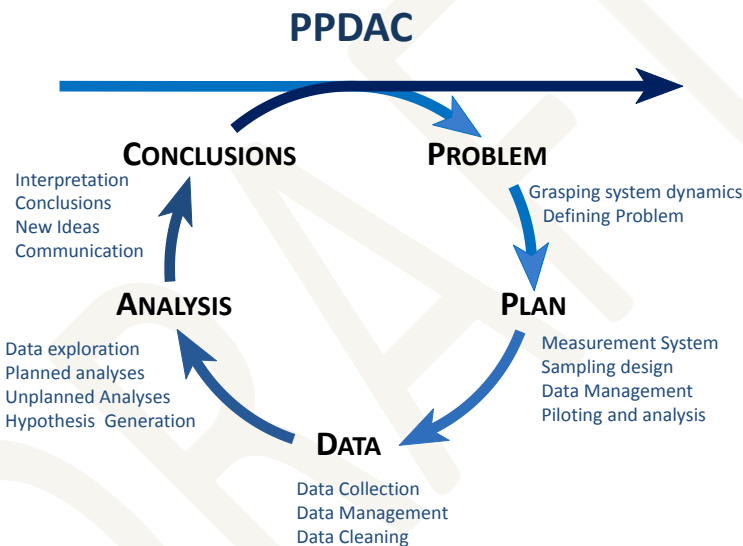 PPDAC
CONCLUSIONS
Interpretation
Conclusions
New Ideas
Communication
PROBLEM
Grasping system dynamics
Defining Problem
PLAN
Measurement System
Sampling design
Data Management
Piloting and analysis
DATA
Data Collection
Data Management
Data Cleaning
ANALYSIS
Data exploration
Planned analyses
Unplanned Analyses
Hypothesis Generation
DRAFT